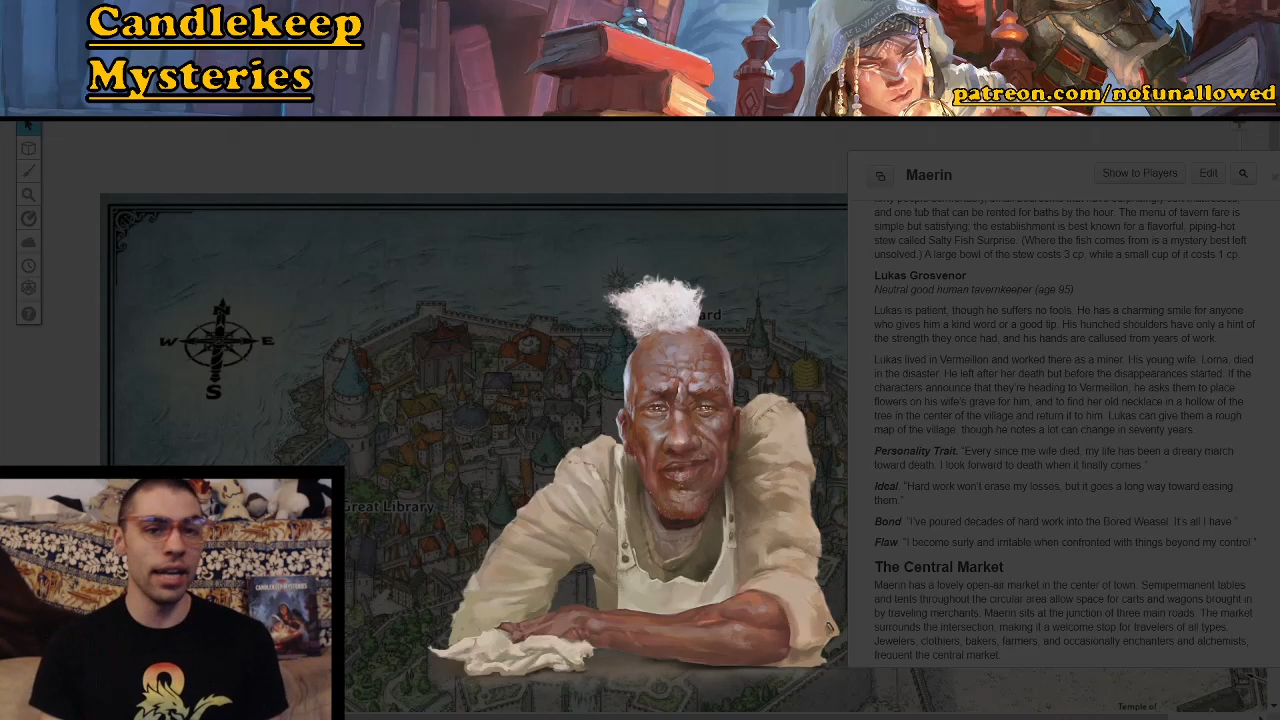 Candlekeep
Mysteries
patreon.com/nofunallowed
Maerin
Show to Players
Edit
and one tub that can be rented for baths by the hour. The menu of tavern fare is
simple but satisfying; the establishment is best known for a flavorful, piping-hot
stew called Salty Fish Surprise. (Where the fish comes from is a mystery best left
unsolved.) A large bowl of the stew costs 3 cp, while a small cup of it costs 1 cp.
Lukas Grosvenor
Neutral good human tavernkeeper (age 95)
Lukas is patient, though he suffers no fools. He has a charming smile for anyone
who gives him a kind word or a good tip. His hunched shoulders have only a hint of
the strength they once had, and his hands are callused from years of work.
Lukas lived in Vermeillon and worked there as a miner. His young wife, Lorna, died
in the disaster. He left after her death but before the disappearances started. If the
characters announce that they're heading to Vermeillon, he asks them to place
flowers on his wife's grave for him, and to find her old necklace in a hollow of the
tree in the center of the village and return it to him. Lukas can give them a rough
map of the village, though he notes a lot can change in seventy years.
Personality Trait. "Every since me wife died, my life has been a dreary march
toward death. I look forward to death when it finally comes."
Ideal. "Hard work won't erase my losses, but it goes a long way toward easing
them."
Bond. "I've poured decades of hard work into the Bored Weasel. It's all I have."
Flaw. "I become surly and irritable when confronted with things beyond my control."
The Central Market
Maerin has a lovely open-air market in the center of town. Semipermanent tables
and tents throughout the circular area allow space for carts and wagons brought in
by traveling merchants. Maerin sits at the junction of three main roads. The market
surrounds the intersection, making it a welcome stop for travelers of all types.
Jewelers, clothiers, bakers, farmers, and occasionally enchanters and alchemists,
frequent the central market.
N
W
E
S
Great Library
Temple of